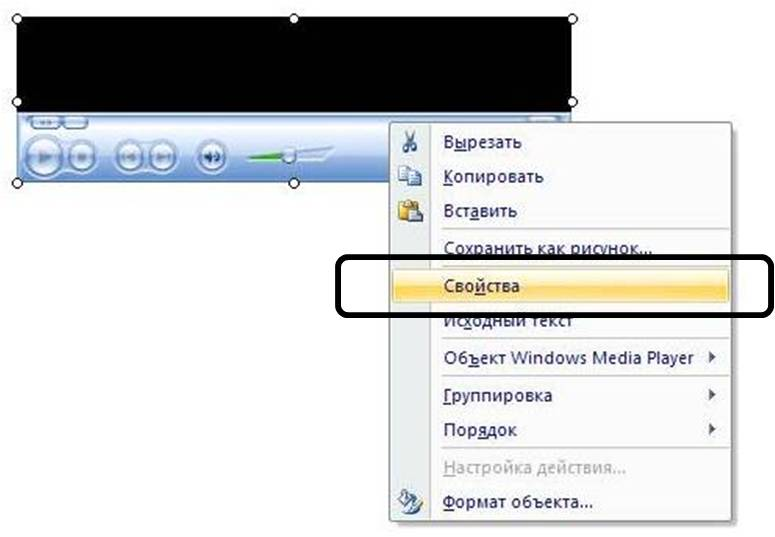 Вырезать
Копировать
Вставить
Сохранить как рисунок...
Свойства
Исходный текст
Объект Windows Media Player
Группировка
Порядок
Настройка действия...
Формат объекта...